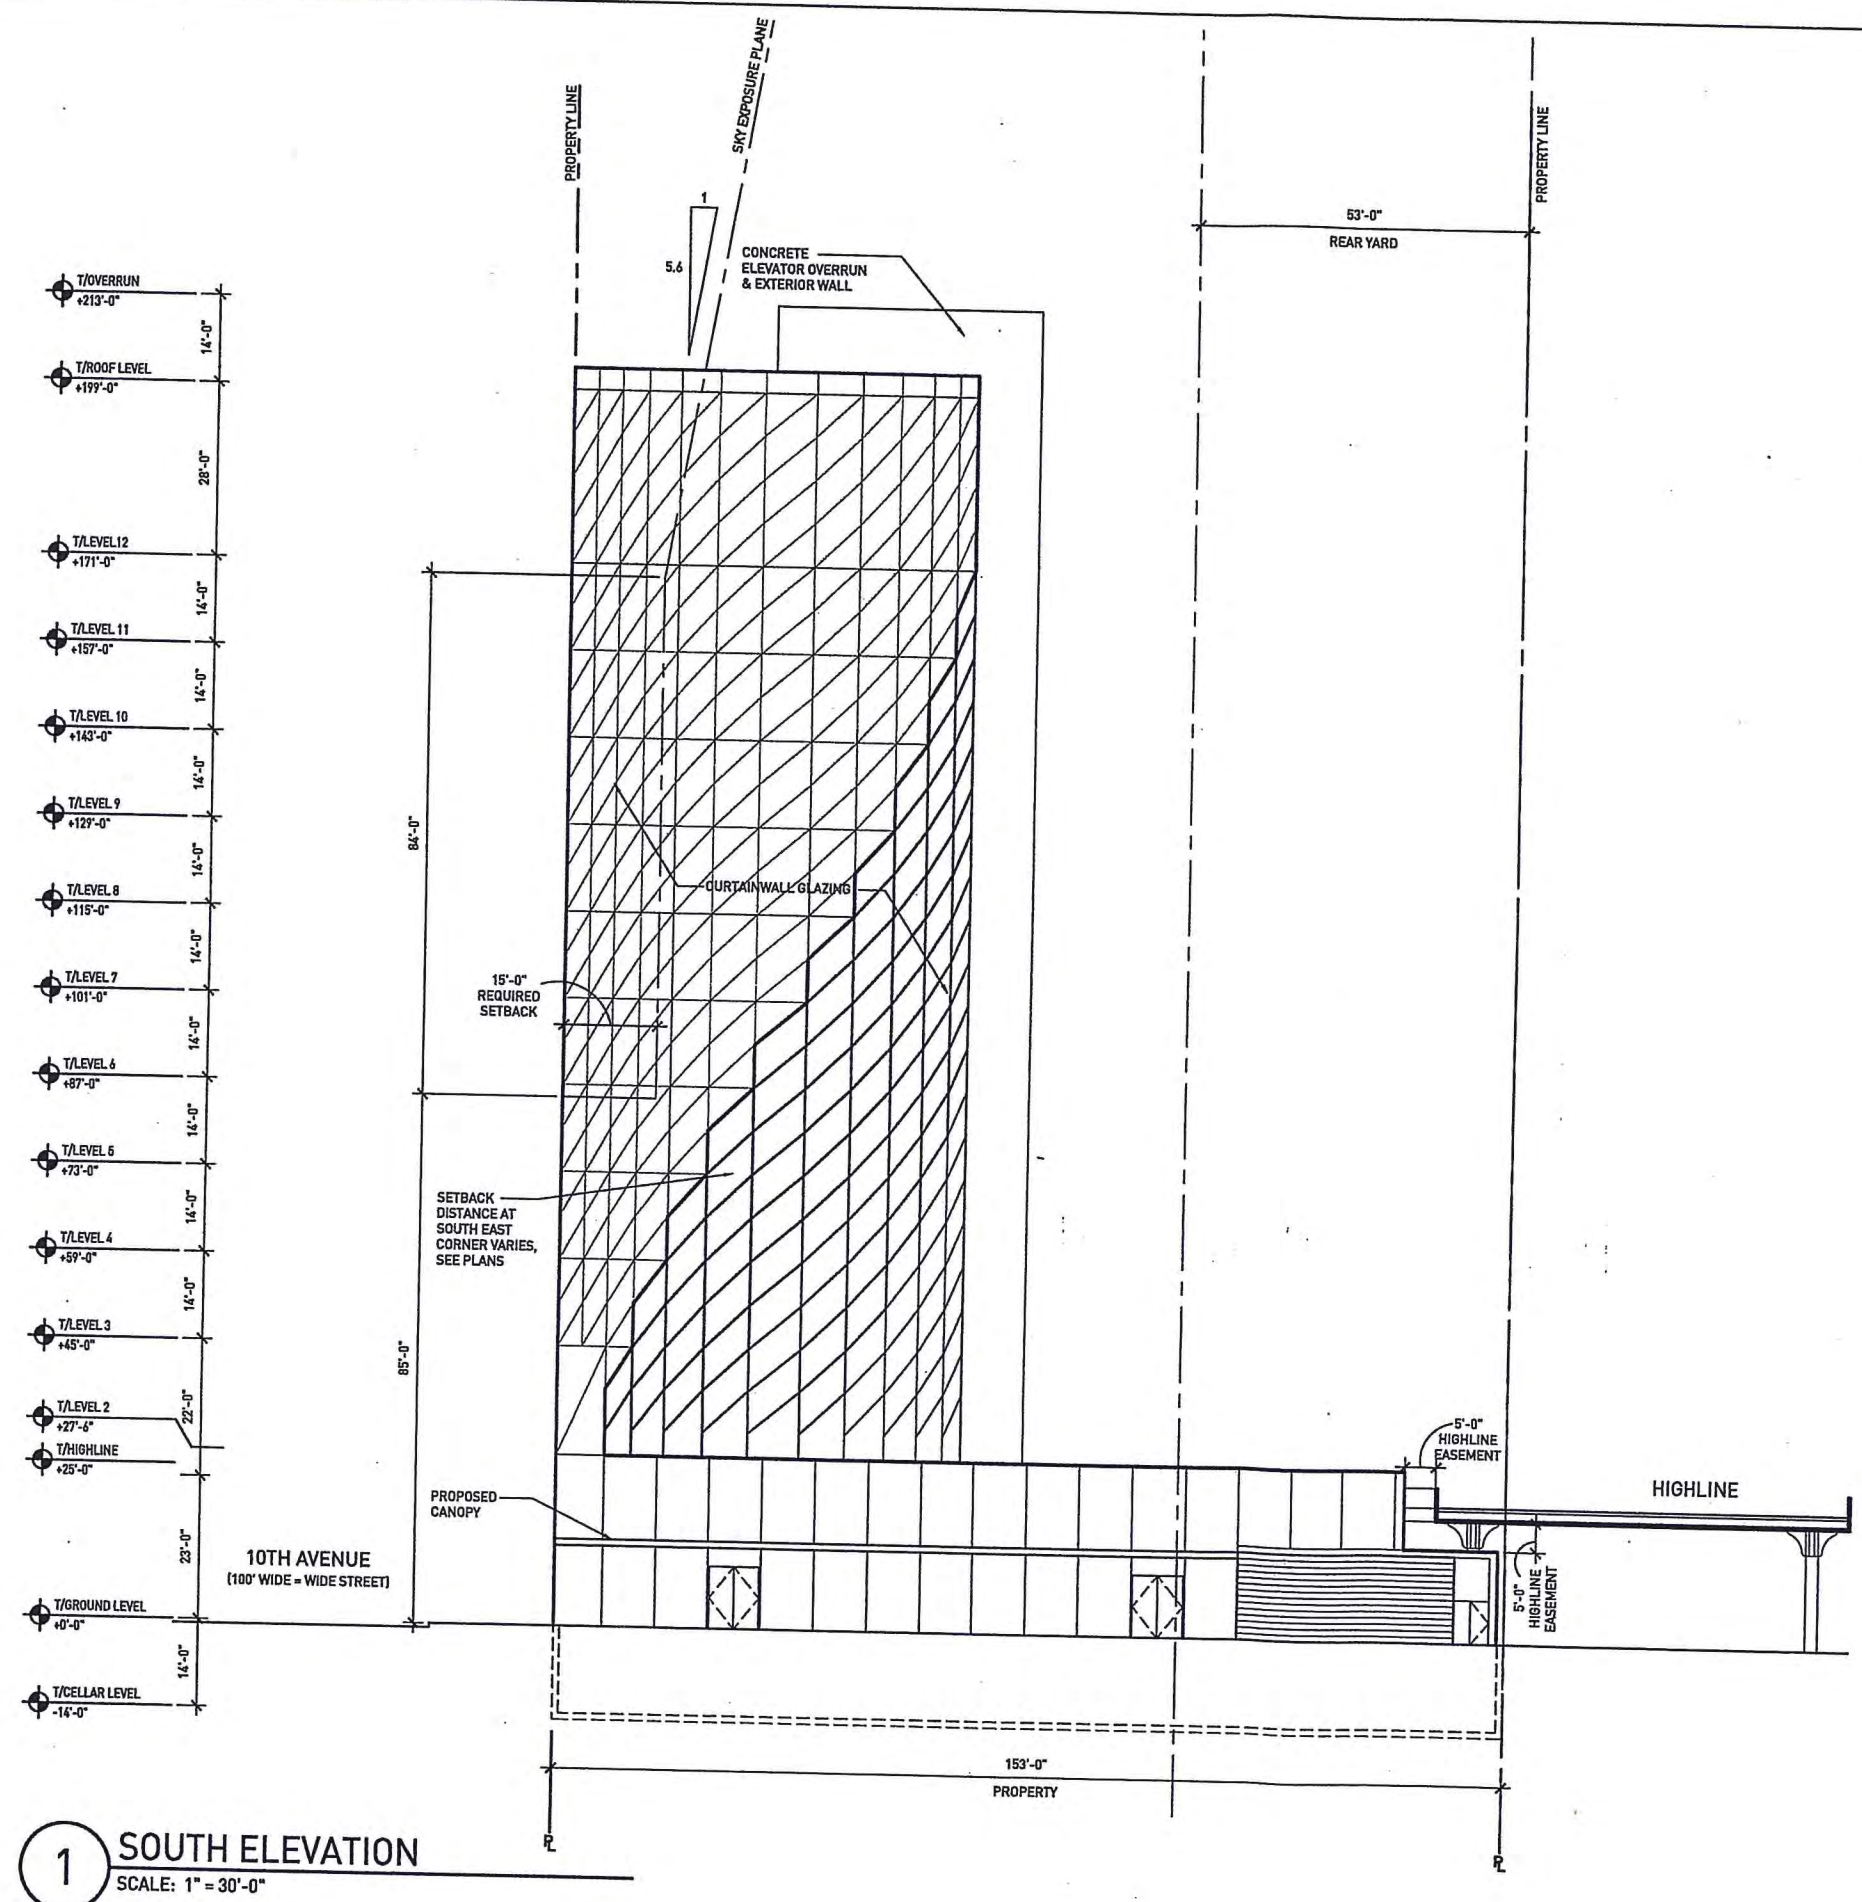 PROPERTY LINE
SKY EXPOSURE PLANE
PROPERTY LINE
1
5.6
53'-0"
REAR YARD
CONCRETE
ELEVATOR OVERRUN
& EXTERIOR WALL
T/OVERRUN
+213'-0"
14'-0"
T/ROOF LEVEL
+199'-0"
28'-0"
T/LEVEL12
+171'-0"
14'-0"
T/LEVEL 11
+157'-0"
14'-0"
T/LEVEL 10
+143'-0"
14'-0"
T/LEVEL 9
+129'-0"
14'-0"
T/LEVEL 8
+115'-0"
14'-0"
T/LEVEL 7
+101'-0"
14'-0"
T/LEVEL 6
+87'-0"
14'-0"
T/LEVEL 5
+73'-0"
14'-0"
T/LEVEL 4
+59'-0"
14'-0"
T/LEVEL 3
+45'-0"
22'-0"
T/LEVEL 2
+27'-6"
T/HIGHLINE
+25'-0"
23'-0"
T/GROUND LEVEL
+0'-0"
14'-0"
T/CELLAR LEVEL
-14'-0"
84'-0"
85'-0"
CURTAINWALL GLAZING
15'-0"
REQUIRED
SETBACK
SETBACK
DISTANCE AT
SOUTH EAST
CORNER VARIES,
SEE PLANS
PROPOSED
CANOPY
10TH AVENUE
(100' WIDE = WIDE STREET)
5'-0"
HIGHLINE
EASEMENT
HIGHLINE
5'-0"
HIGHLINE
EASEMENT
153'-0"
PROPERTY
PL
PL
1
SOUTH ELEVATION
SCALE: 1" = 30'-0"